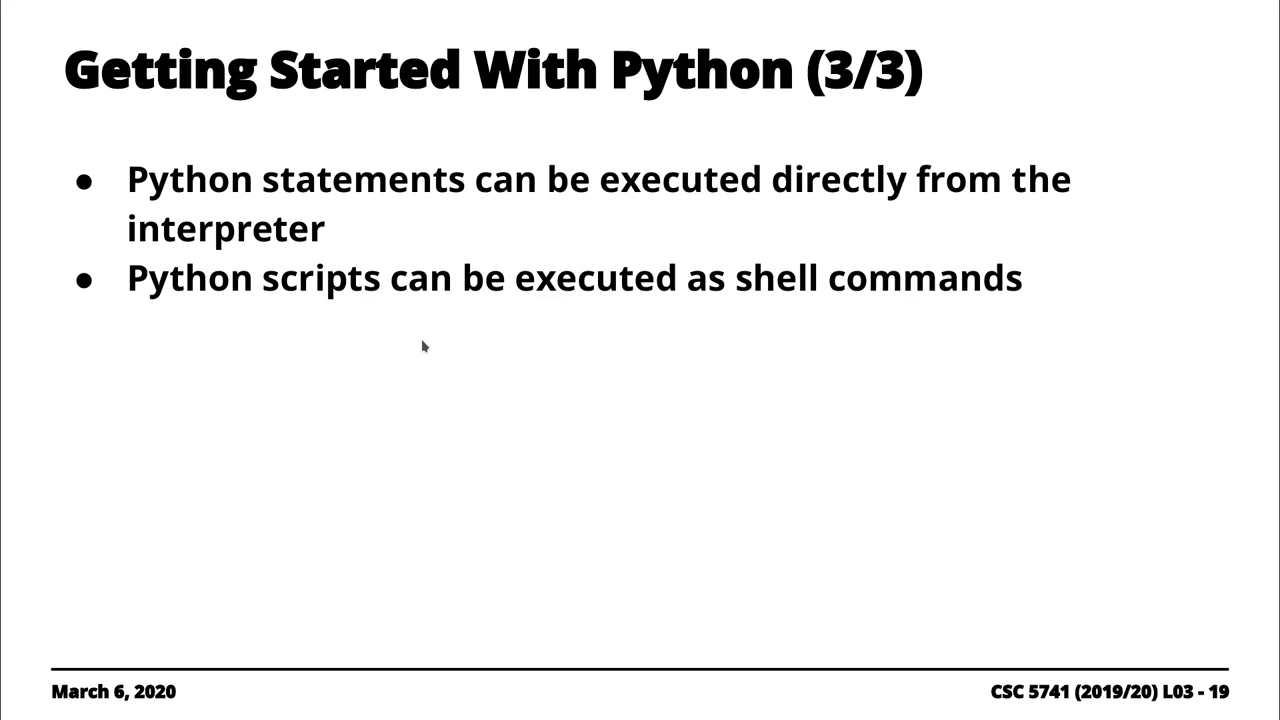 Getting Started With Python (3/3)
● Python statements can be executed directly from the
interpreter
● Python scripts can be executed as shell commands
March 6, 2020
CSC 5741 (2019/20) L03 - 19